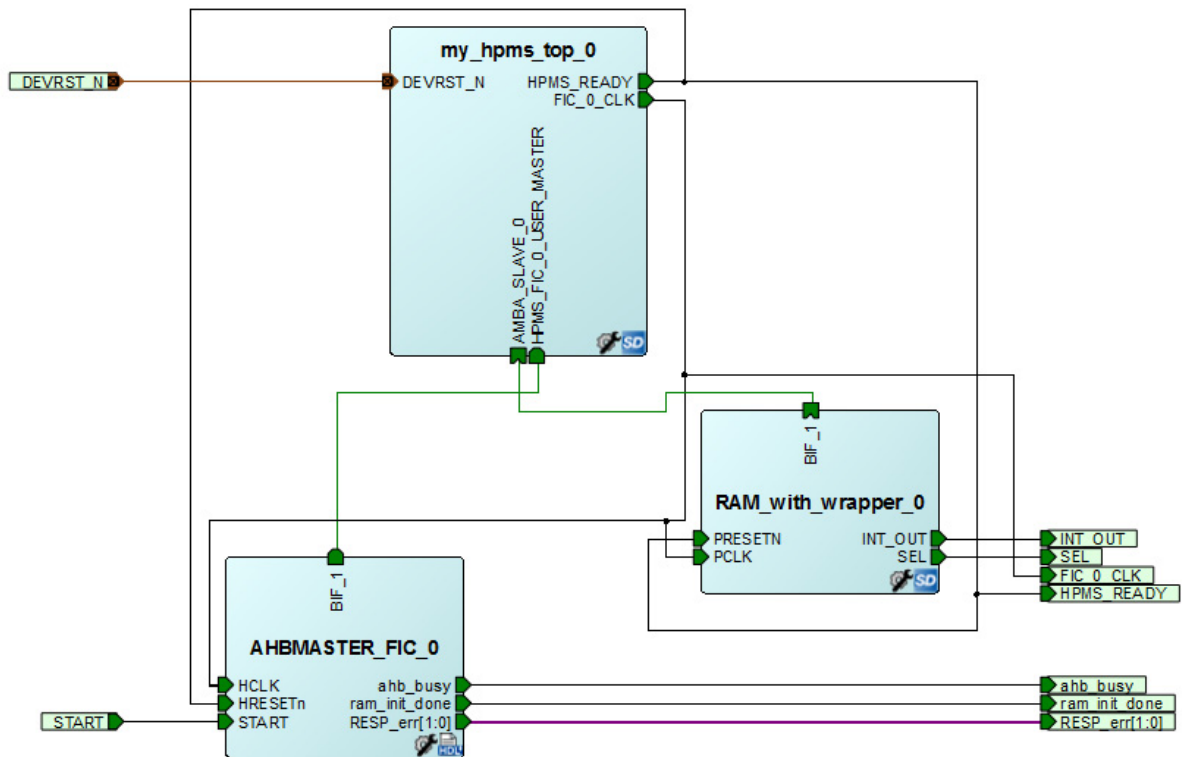 my_hpms_top_0
DEVRST_N
DEVRST_N
HPMS_READY
FIC_0_CLK
AMBA_SLAVE_0
HPMS_FIC_0_USER_MASTER
SD
BIF_1
RAM_with_wrapper_0
PRESETN
PCLK
INT_OUT
SEL
SD
INT_OUT
SEL
FIC_0_CLK
HPMS_READY
BIF_1
AHBMASTER_FIC_0
HCLK
HRESETn
START
ahb_busy
ram_init_done
RESP_err[1:0]
HDL
START
ahb_busy
ram_init_done
RESP_err[1:0]